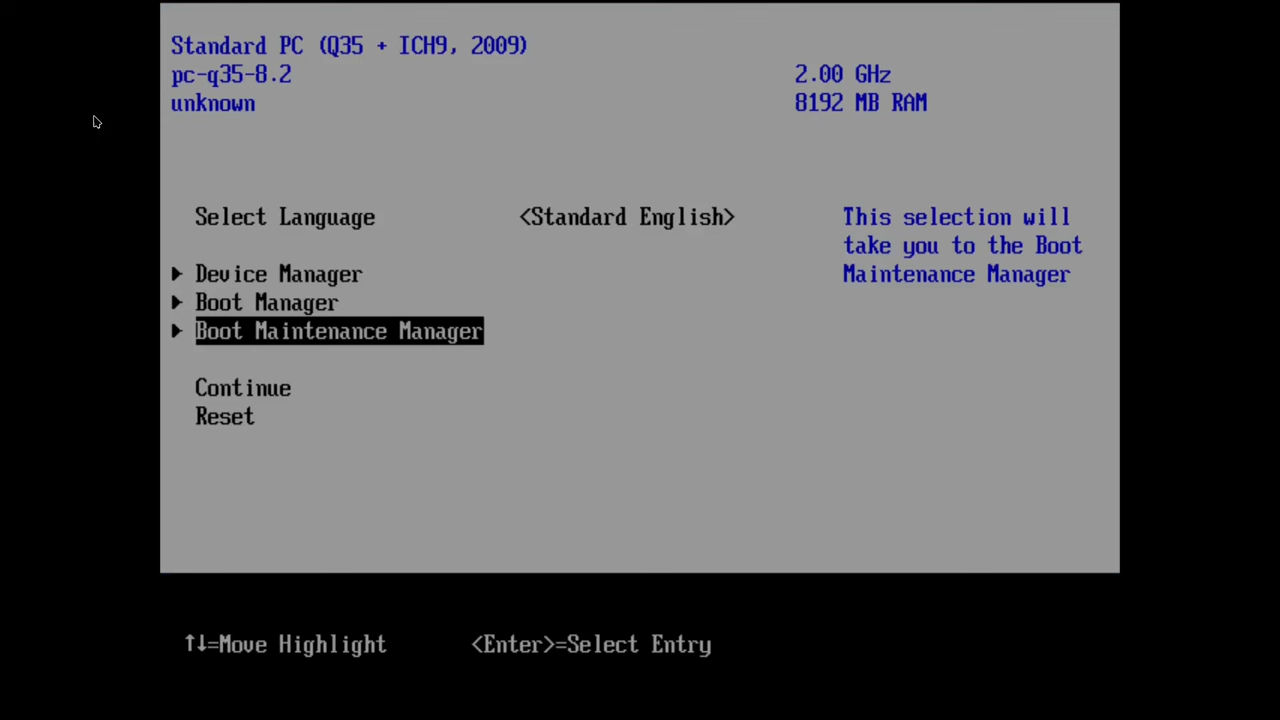 Standard PC (Q35 + ICH9, 2009)
pc-q35-8.2 2.00 GHz
unknown 8192 MB RAM
Select Language <Standard English> This selection will
take you to the Boot
▶ Device Manager Maintenance Manager
▶ Boot Manager
▶ Boot Maintenance Manager
Continue
Reset
↑↓=Move Highlight <Enter>=Select Entry